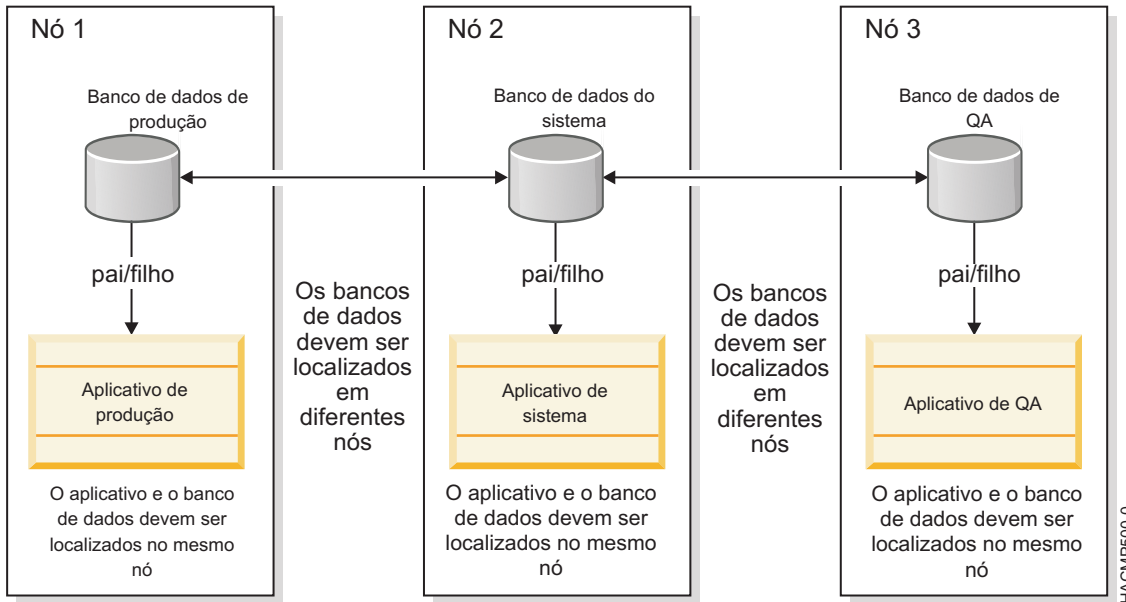 Nó 1
Banco de dados de
produção
pai/filho
Aplicativo de
produção
O aplicativo e o banco
de dados devem ser
localizados no mesmo
nó
Os bancos
de dados
devem ser
localizados
em
diferentes
nós
Nó 2
Banco de dados do
sistema
pai/filho
Aplicativo de
sistema
O aplicativo e o banco
de dados devem ser
localizados no mesmo
nó
Os bancos
de dados
devem ser
localizados
em
diferentes
nós
Nó 3
Banco de dados de
QA
pai/filho
Aplicativo de QA
O aplicativo e o banco
de dados devem ser
localizados no mesmo
nó
HACMP500-0